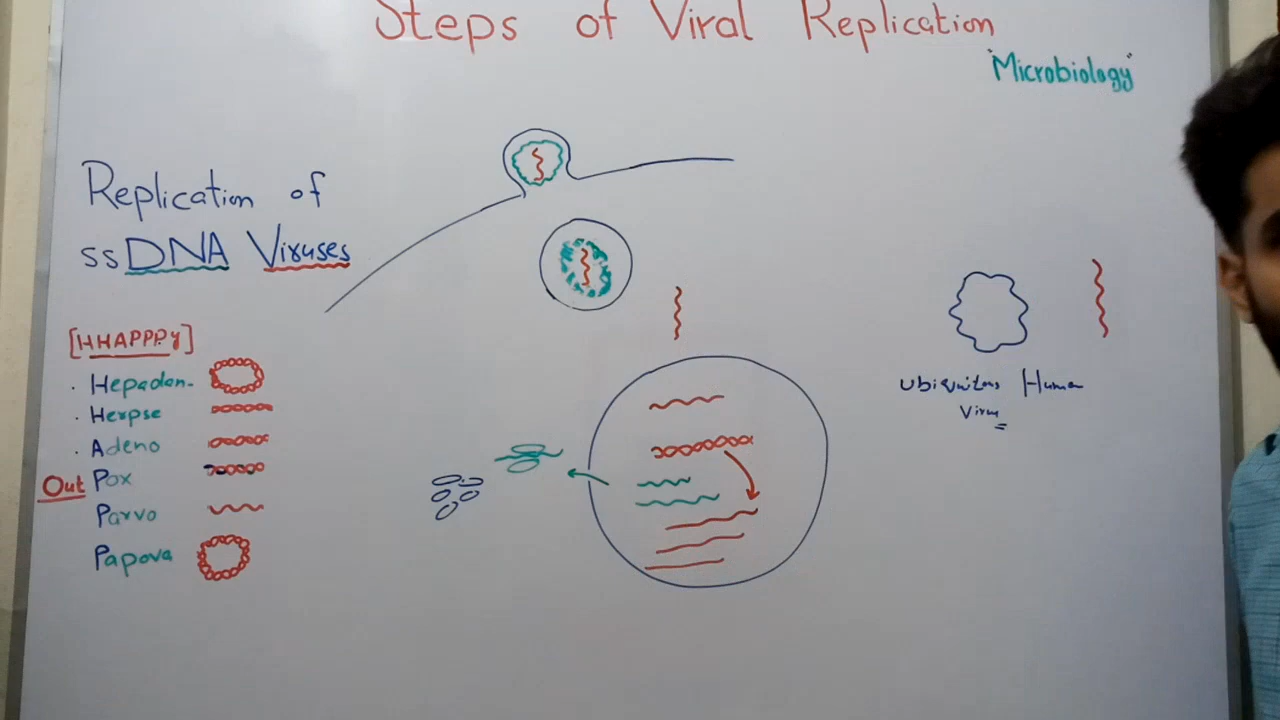 Steps of Viral Replication
"Microbiology"
Replication of
ssDNA Viruses
[HHAPPPy]
. Hepadon-
. Herpse
. Adeno
Out Pox
Parvo
Papova
Ubiquitous Human
Virus